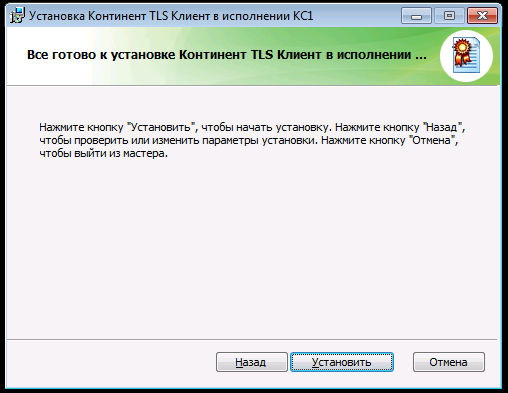 Установка Континент TLS Клиент в исполнении КС1
Все готово к установке Континент TLS Клиент в исполнении ...
Нажмите кнопку "Установить", чтобы начать установку. Нажмите кнопку "Назад",
чтобы проверить или изменить параметры установки. Нажмите кнопку "Отмена",
чтобы выйти из мастера.
Назад Установить Отмена